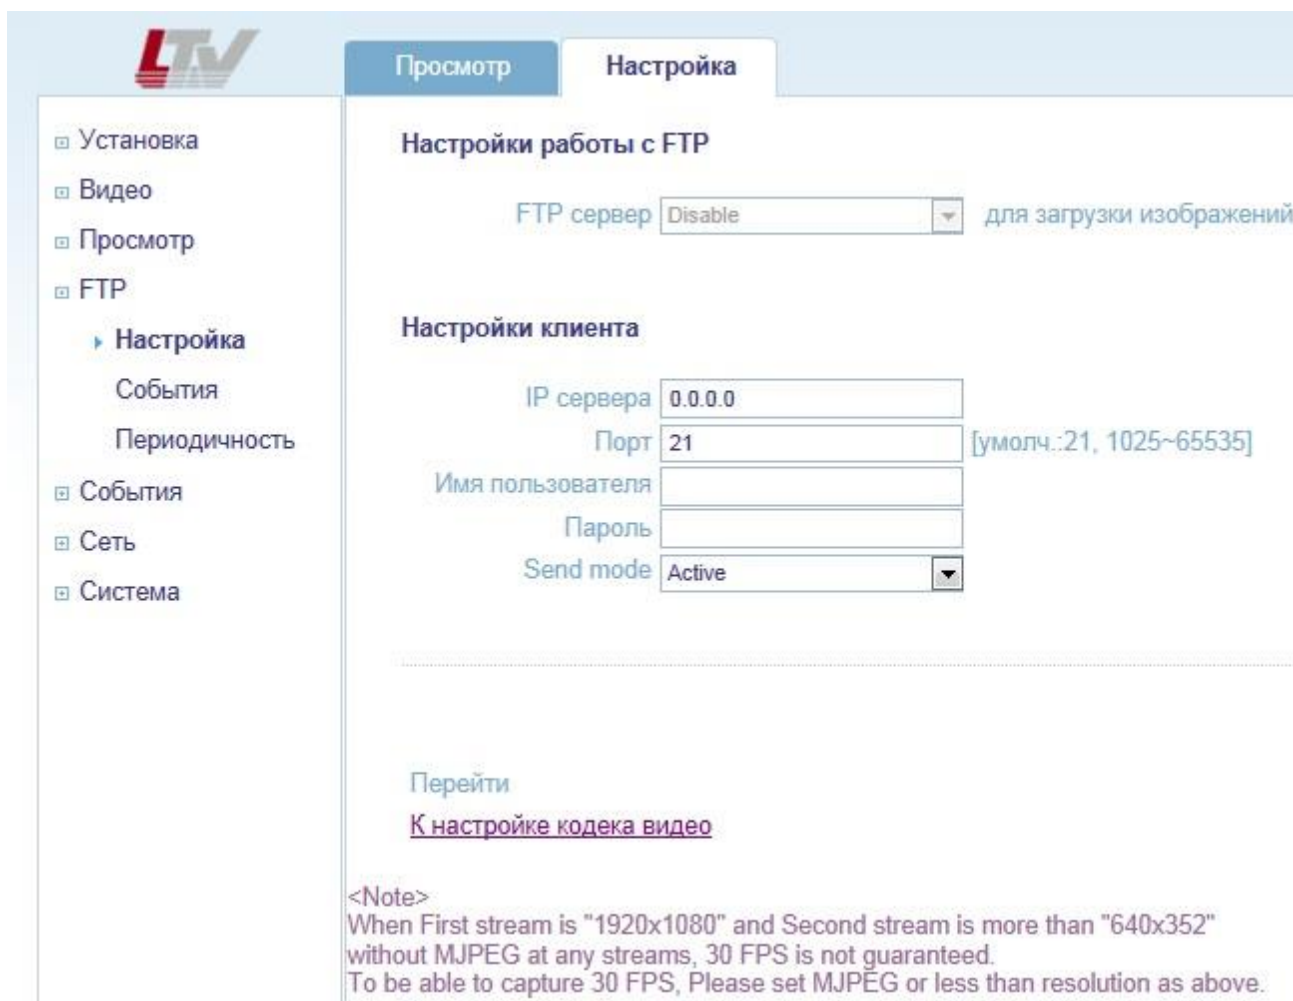 LTV
Просмотр
Настройка
Установка
Видео
Просмотр
FTP
Настройка
События
Периодичность
События
Сеть
Система
Настройки работы с FTP
FTP сервер Disable для загрузки изображений
Настройки клиента
IP сервера 0.0.0.0
Порт 21 [умолч.:21, 1025~65535]
Имя пользователя
Пароль
Send mode Active
Перейти
К настройке кодека видео
<Note>
When First stream is "1920x1080" and Second stream is more than "640x352"
without MJPEG at any streams, 30 FPS is not guaranteed.
To be able to capture 30 FPS, Please set MJPEG or less than resolution as above.